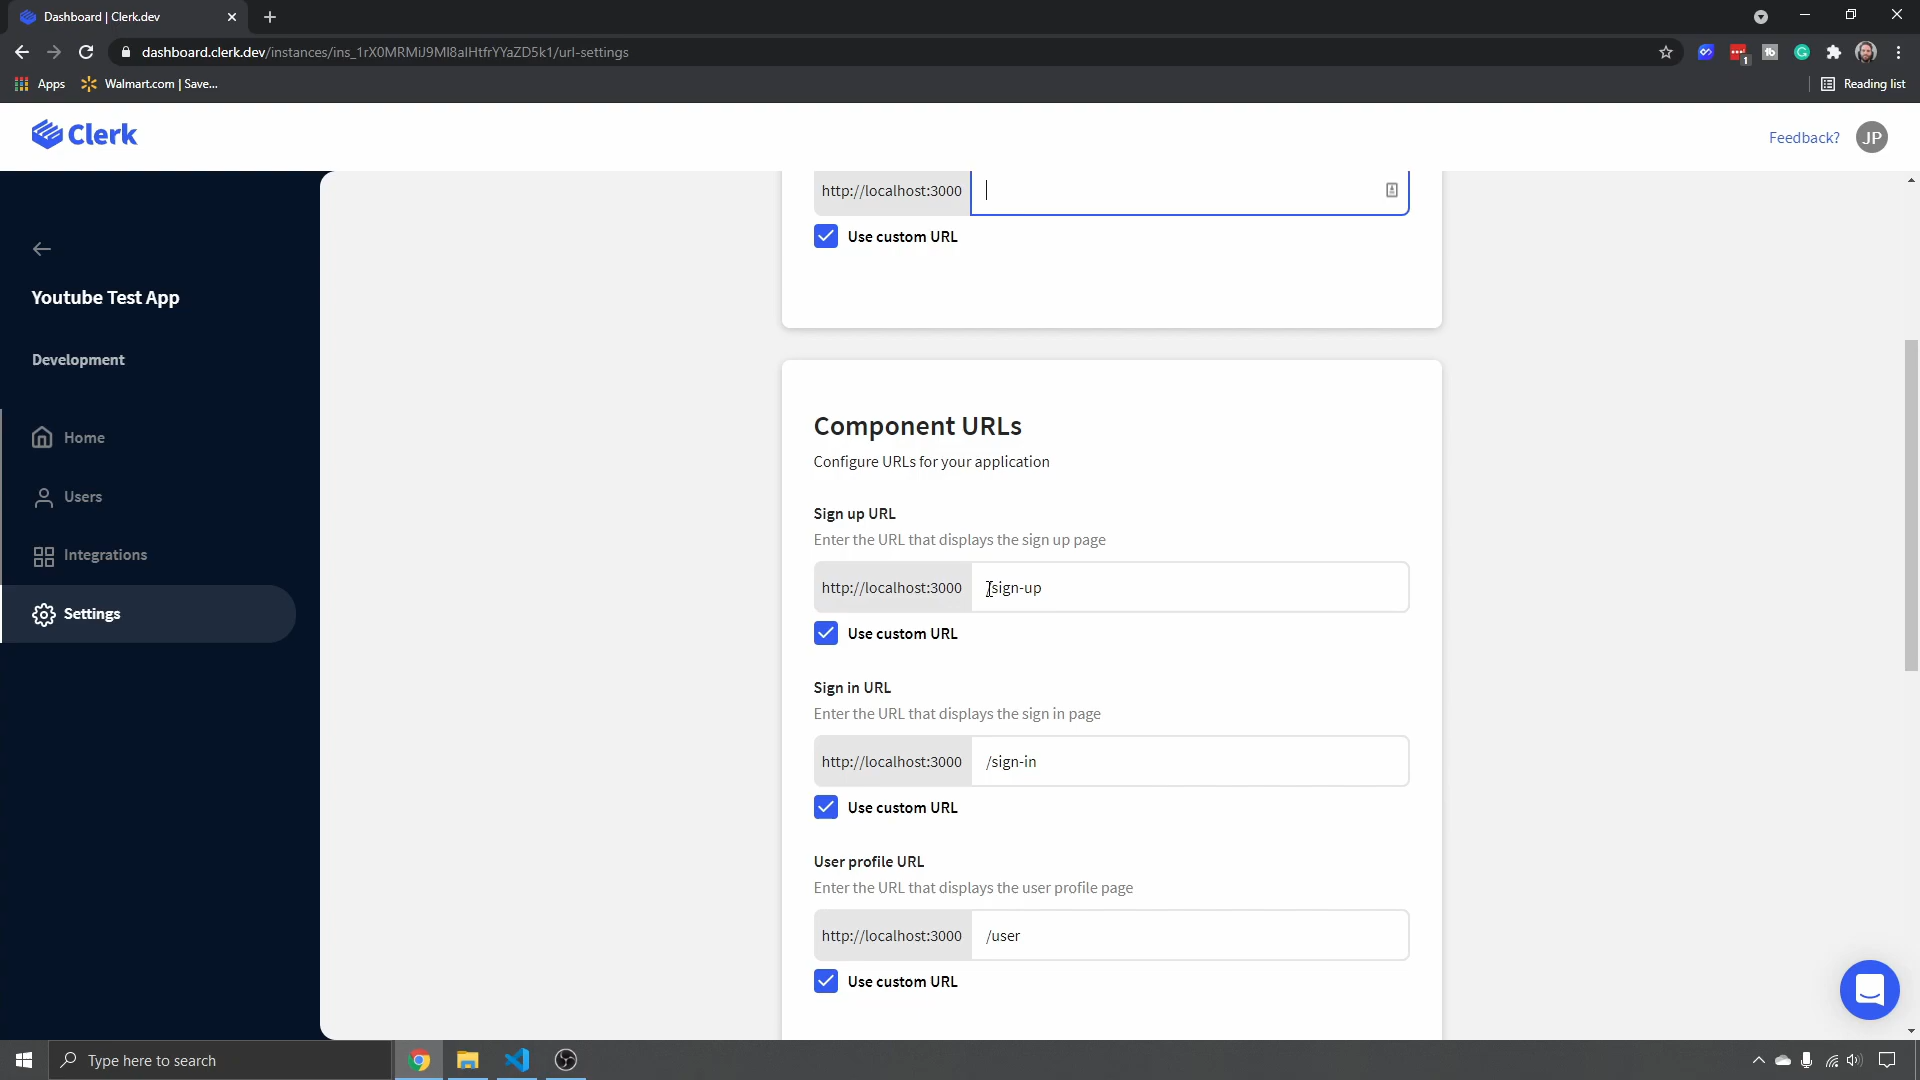 Dashboard | Clerk.dev
dashboard.clerk.dev/instances/ins_1rX0MRMiJ9Ml8alHtfrYYaZD5k1/url-settings
1
Apps
Walmart.com | Save...
Reading list
Clerk
Feedback?
JP
Youtube Test App
Development
Home
Users
Integrations
Settings
http://localhost:3000
Use custom URL
Component URLs
Configure URLs for your application
Sign up URL
Enter the URL that displays the sign up page
http://localhost:3000 /sign-up
Use custom URL
Sign in URL
Enter the URL that displays the sign in page
http://localhost:3000 /sign-in
Use custom URL
User profile URL
Enter the URL that displays the user profile page
http://localhost:3000 /user
Use custom URL
Type here to search